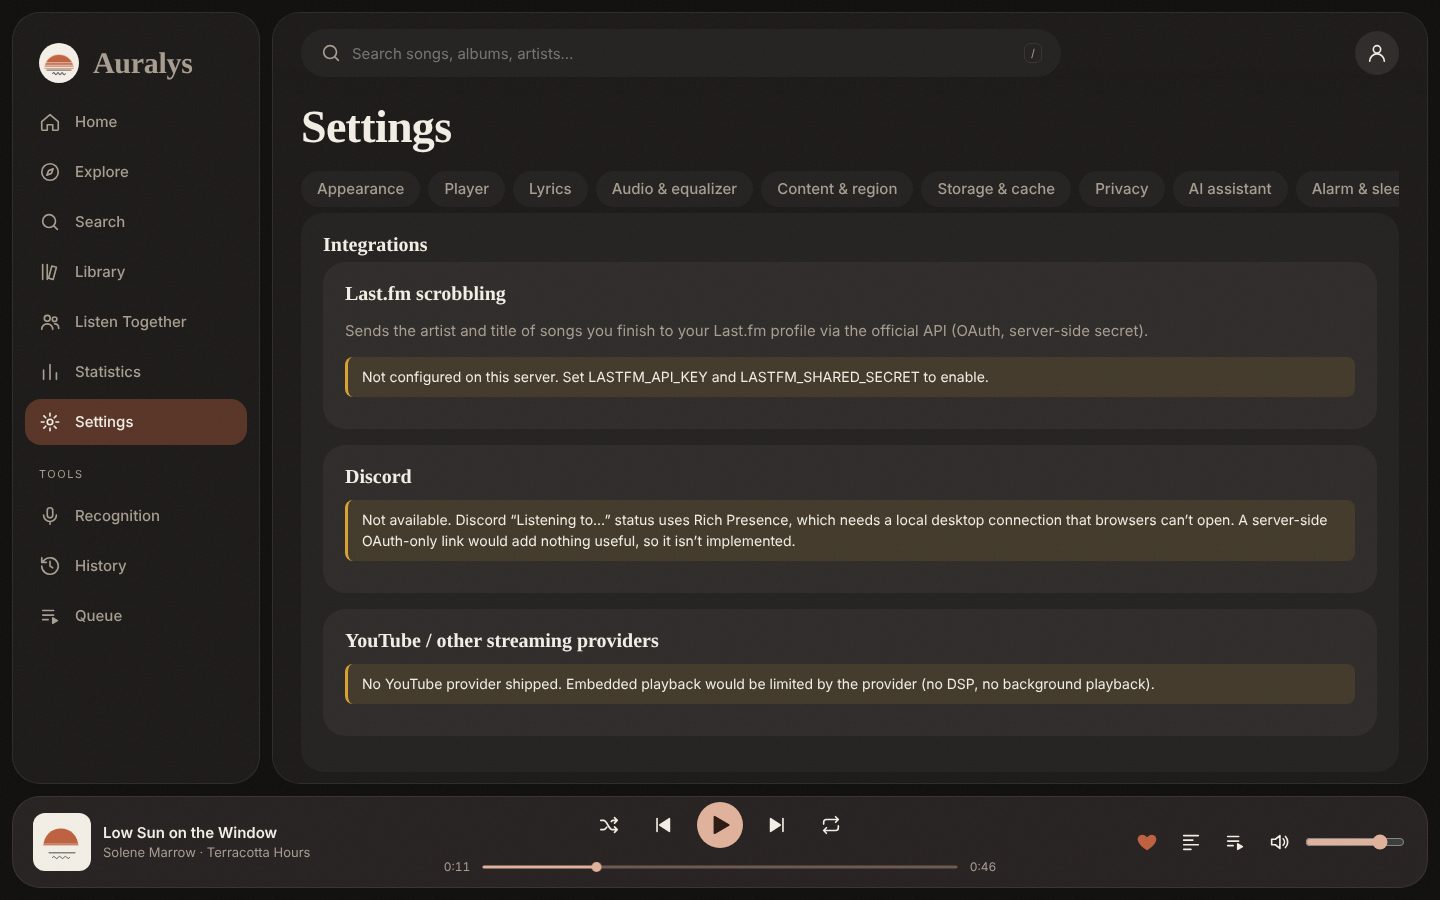 Auralys
Home
Explore
Search
Library
Listen Together
Statistics
Settings
TOOLS
Recognition
History
Queue
Search songs, albums, artists...
/
Settings
Appearance
Player
Lyrics
Audio & equalizer
Content & region
Storage & cache
Privacy
AI assistant
Alarm & slee
Integrations
Last.fm scrobbling
Sends the artist and title of songs you finish to your Last.fm profile via the official API (OAuth, server-side secret).
Not configured on this server. Set LASTFM_API_KEY and LASTFM_SHARED_SECRET to enable.
Discord
Not available. Discord “Listening to…” status uses Rich Presence, which needs a local desktop connection that browsers can’t open. A server-side
OAuth-only link would add nothing useful, so it isn’t implemented.
YouTube / other streaming providers
No YouTube provider shipped. Embedded playback would be limited by the provider (no DSP, no background playback).
Low Sun on the Window
Solene Marrow · Terracotta Hours
0:11
0:46